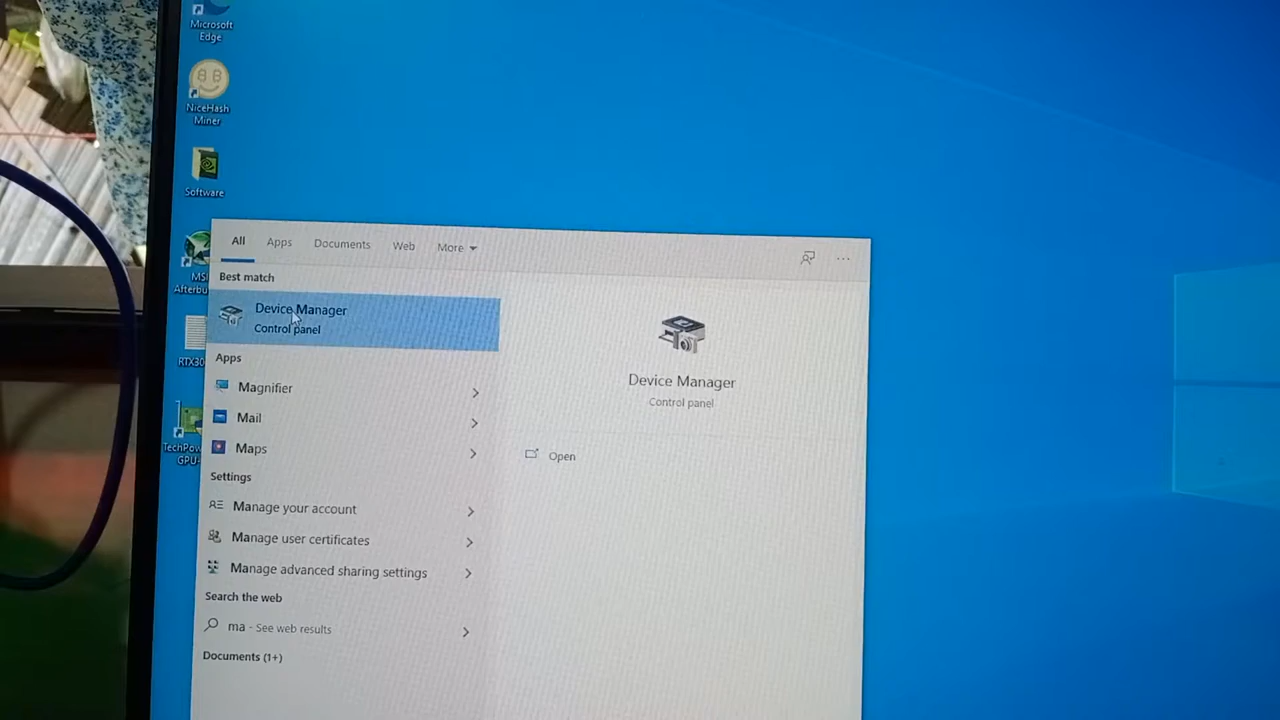 Microsoft
Edge
NiceHash
Miner
Software
MSI
Afterbu
RTX30
TechPow
GPU-
All
Apps
Documents
Web
More
Best match
Device Manager
Control panel
Apps
Magnifier
Mail
Maps
Settings
Manage your account
Manage user certificates
Manage advanced sharing settings
Search the web
ma - See web results
Documents (1+)
Device Manager
Control panel
Open